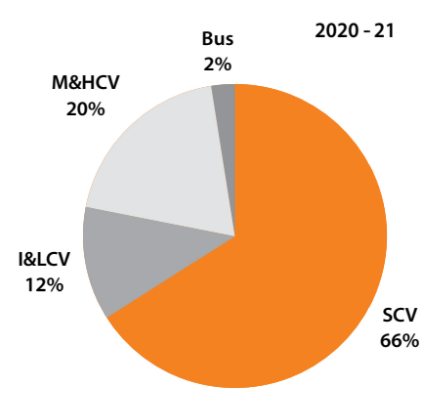 2020 - 21
Bus
2%
M&HCV
20%
I&LCV
12%
SCV
66%